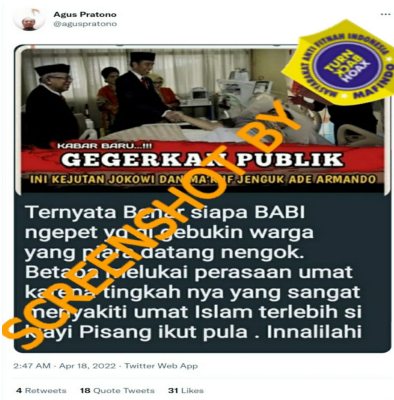 Agus Pratono
@aguspratono
MASYARAKAT ANTI FITNAH INDONESIA
TURN BACK HOAX
MAFINDO
KABAR BARU...!!!
GEGERKAN PUBLIK
INI KEJUTAN JOKOWI DAN MA'RUF JENGUK ADE ARMANDO
Ternyata Benar siapa BABI
ngepet yg di gebukin warga
yang piara datang nengok.
Betapa Melukai perasaan umat
karena tingkah nya yang sangat
menyakiti umat Islam terlebih si
Pisang ikut pula . Innalilahi
SCREENSHOT BY
2:47 AM · Apr 18, 2022 · Twitter Web App
4 Retweets 18 Quote Tweets 31 Likes